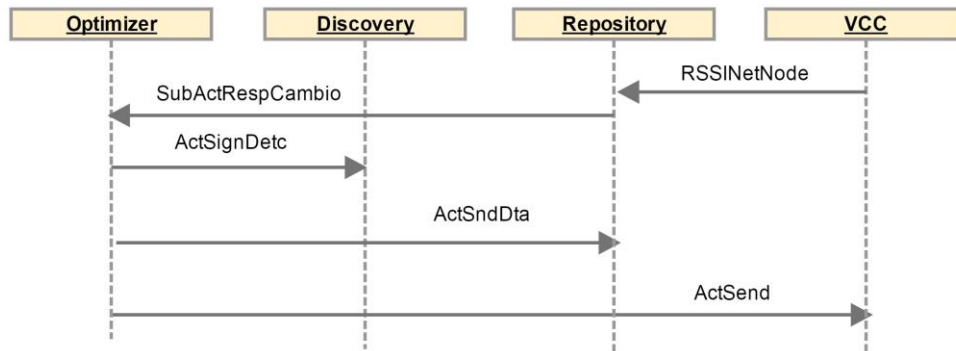 Optimizer
Discovery
Repository
VCC
RSSINetNode
SubActRespCambio
ActSignDetc
ActSndDta
ActSend